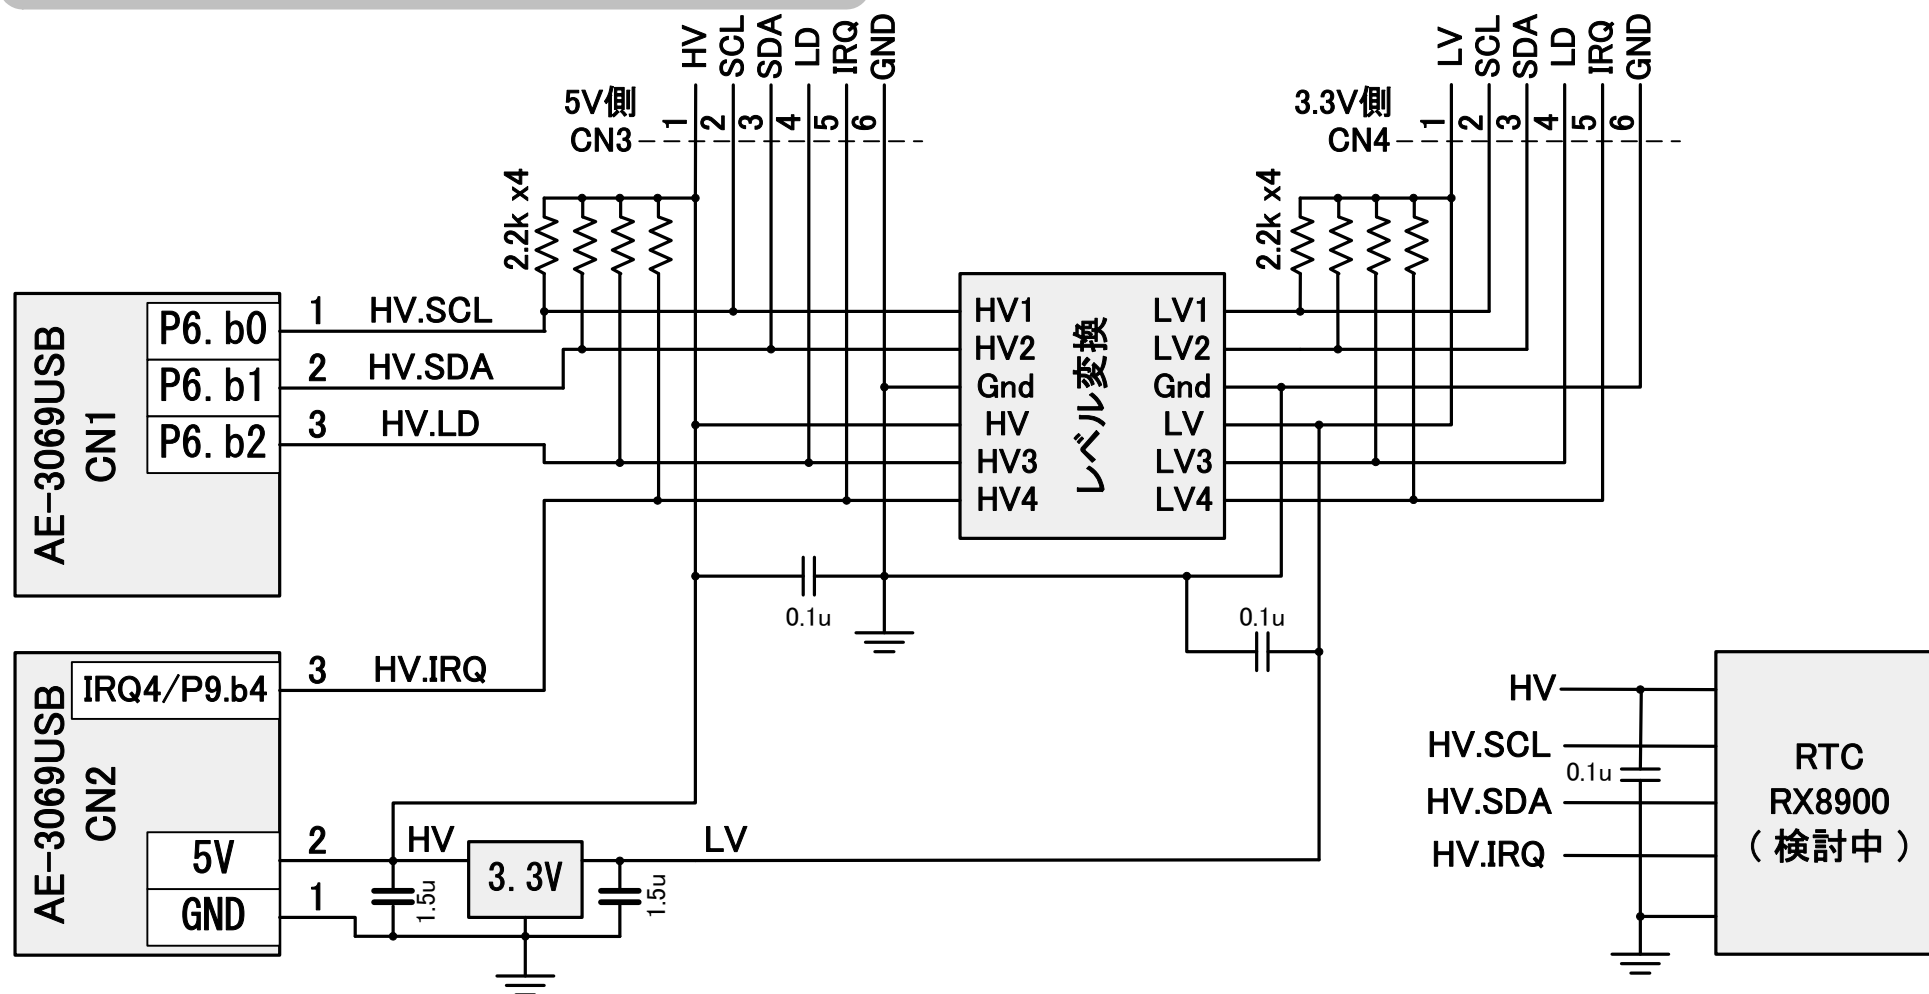 HV
SCL
SDA
LD
IRQ
GND
5V側
CN3
1
2
3
4
5
6
2.2k x4
LV
SCL
SDA
LD
IRQ
GND
3.3V側
CN4
1
2
3
4
5
6
2.2k x4
AE-3069USB
CN1
P6. b0
P6. b1
P6. b2
1
HV.SCL
2
HV.SDA
3
HV.LD
HV1
HV2
Gnd
HV
HV3
HV4
レベル変換
LV1
LV2
Gnd
LV
LV3
LV4
0.1u
0.1u
AE-3069USB
CN2
IRQ4/P9.b4
5V
GND
3
HV.IRQ
2
HV
1
1.5u
3. 3V
1.5u
LV
HV
HV.SCL
0.1u
HV.SDA
HV.IRQ
RTC
RX8900
( 検討中 )